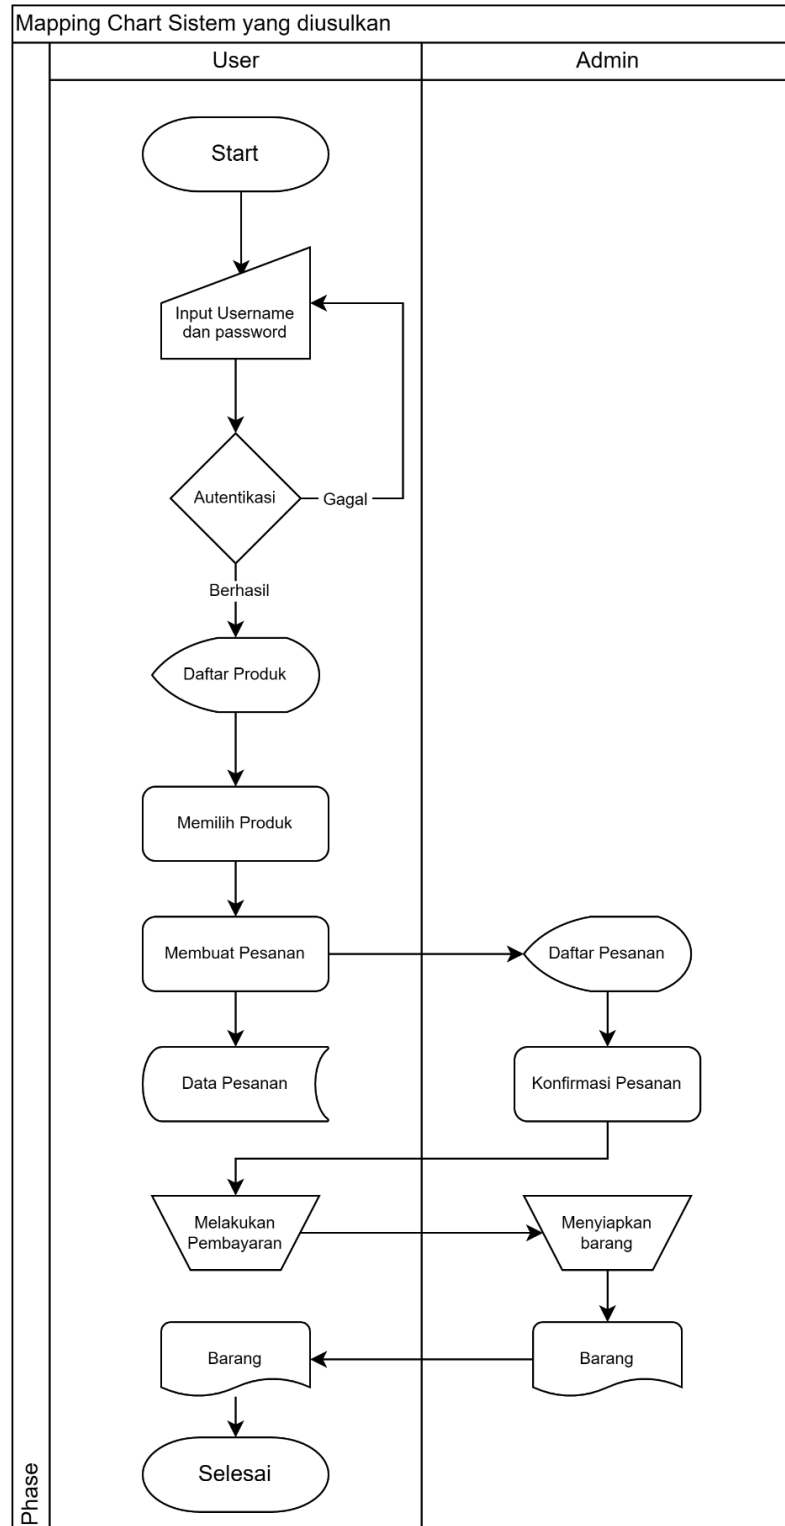 Mapping Chart Sistem yang diusulkan
User
Admin
Start
Input Username
dan password
Autentikasi
Gagal
Berhasil
Daftar Produk
Memilih Produk
Membuat Pesanan
Daftar Pesanan
Data Pesanan
Konfirmasi Pesanan
Melakukan
Pembayaran
Menyiapkan
barang
Barang
Barang
Selesai
Phase